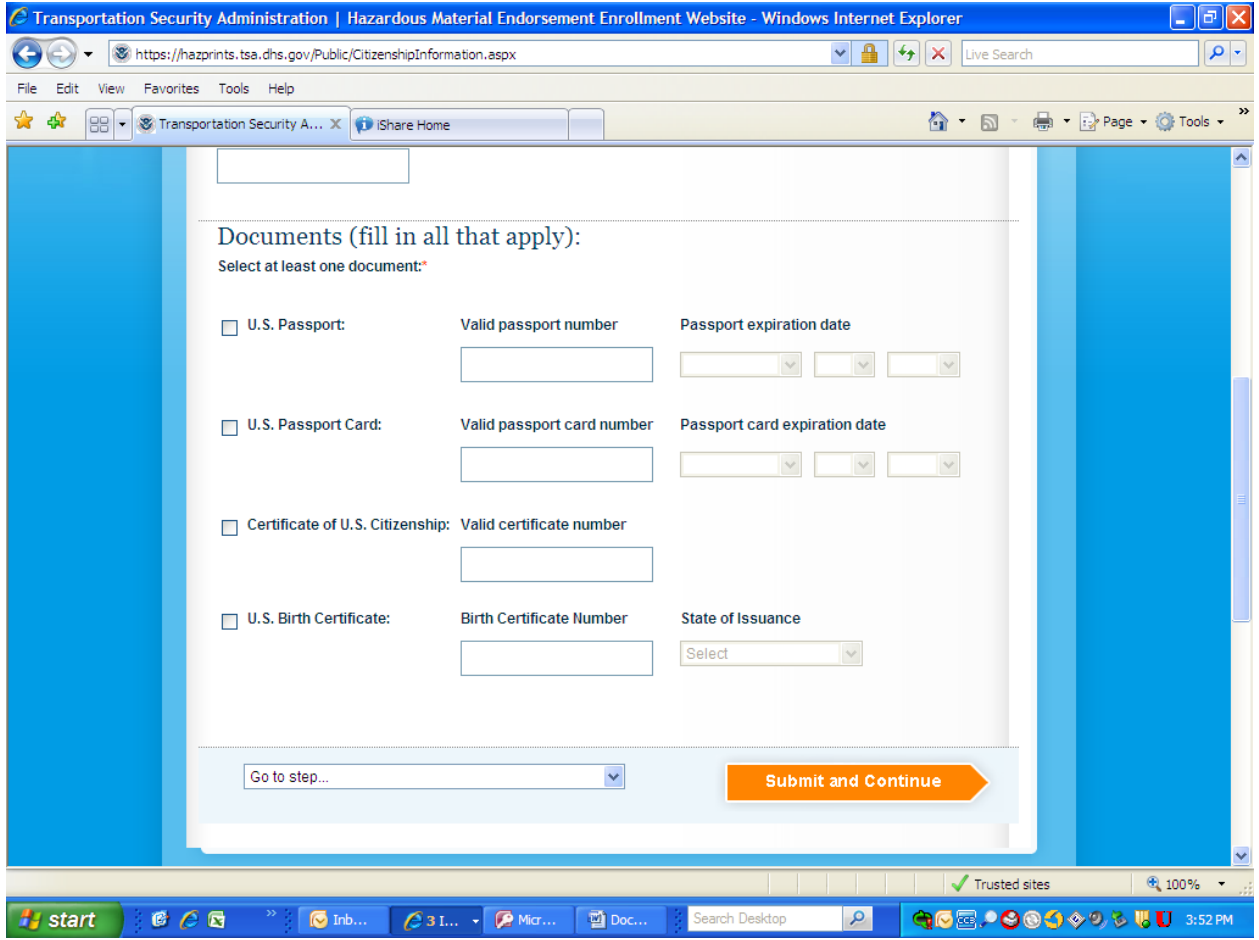 Transportation Security Administration | Hazardous Material Endorsement Enrollment Website - Windows Internet Explorer
https://hazprints.tsa.dhs.gov/Public/CitizenshipInformation.aspx Live Search
File Edit View Favorites Tools Help
Transportation Security A... X iShare Home Page Tools »
Documents (fill in all that apply):
Select at least one document:*
U.S. Passport: Valid passport number Passport expiration date
U.S. Passport Card: Valid passport card number Passport card expiration date
Certificate of U.S. Citizenship: Valid certificate number
U.S. Birth Certificate: Birth Certificate Number State of Issuance
Select
Go to step... Submit and Continue
Trusted sites 100%
start » Inb... 3 I... Micr... Doc... Search Desktop 3:52 PM